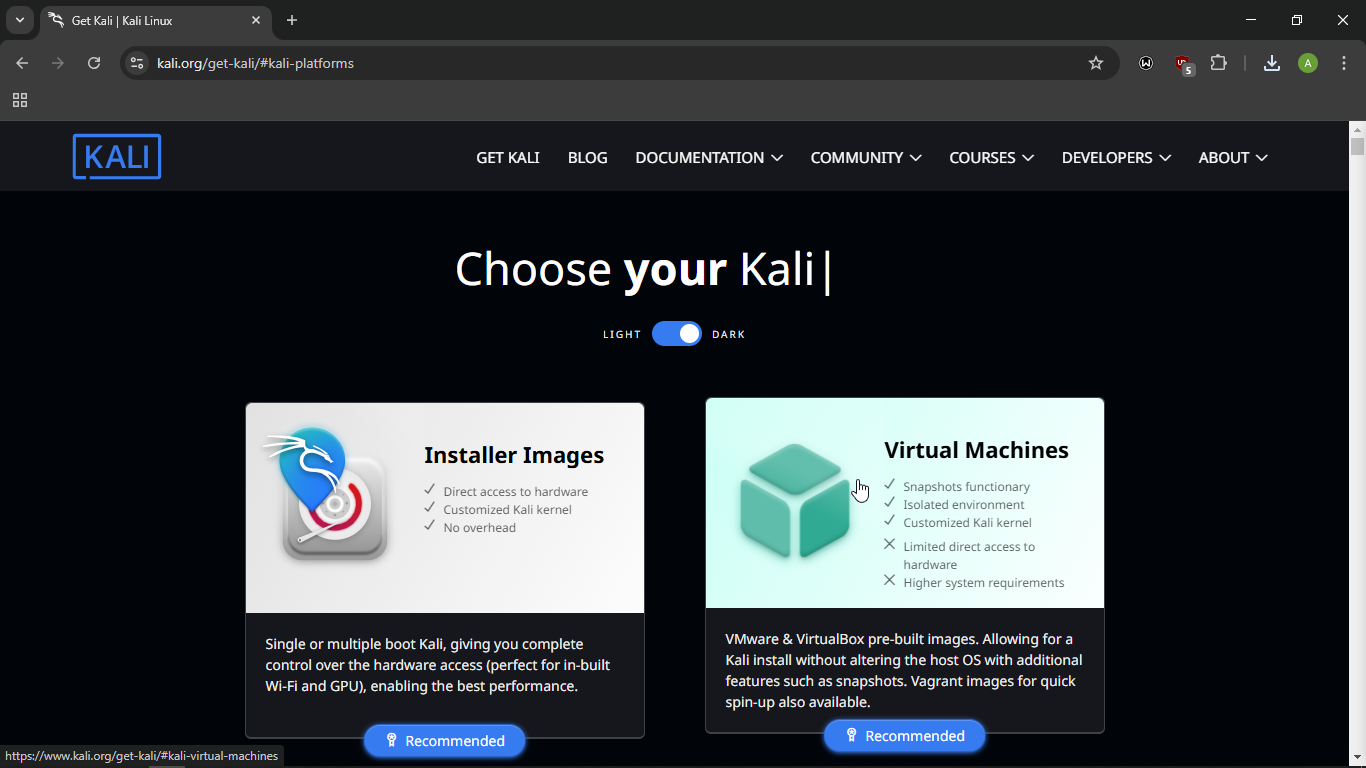 Get Kali | Kali Linux
kali.org/get-kali/#kali-platforms
5
A
KALI
GET KALI
BLOG
DOCUMENTATION
COMMUNITY
COURSES
DEVELOPERS
ABOUT
Choose your Kali|
LIGHT
DARK
Installer Images
Direct access to hardware
Customized Kali kernel
No overhead
Single or multiple boot Kali, giving you complete
control over the hardware access (perfect for in-built
Wi-Fi and GPU), enabling the best performance.
Recommended
Virtual Machines
Snapshots functionary
Isolated environment
Customized Kali kernel
Limited direct access to
hardware
Higher system requirements
VMware & VirtualBox pre-built images. Allowing for a
Kali install without altering the host OS with additional
features such as snapshots. Vagrant images for quick
spin-up also available.
Recommended
https://www.kali.org/get-kali/#kali-virtual-machines